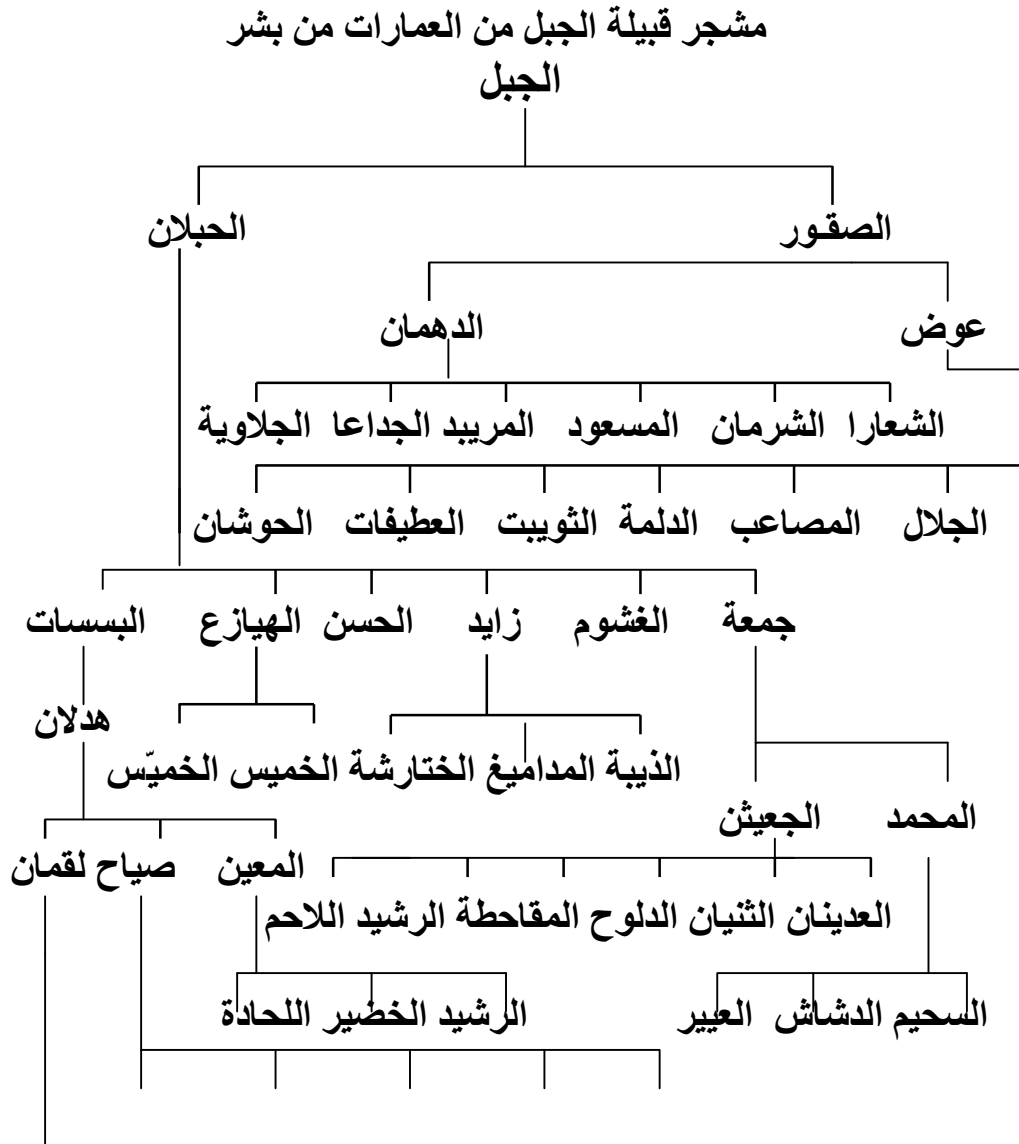 مشجر قبيلة الجبل من العمارات من بشر
الجبل
الصقور الحبلان
عوض الدهمان
الشعارا الشرمان المسعود المريبد الجداعا الجلاوية
الجلال المصاعب الدلمة الثويبت العطيفات الحوشان
جمعة الغشوم زايد الحسن الهيازع البسسات
هدلان
الذيبة المداميغ الختارشة الخميس الخميّس
المحمد الجعيثن
المعين صياح لقمان
العدينان الثنيان الدلوح المقاحطة الرشيد اللاحم
السحيم الدشاش العيير
الرشيد الخضير اللحادة